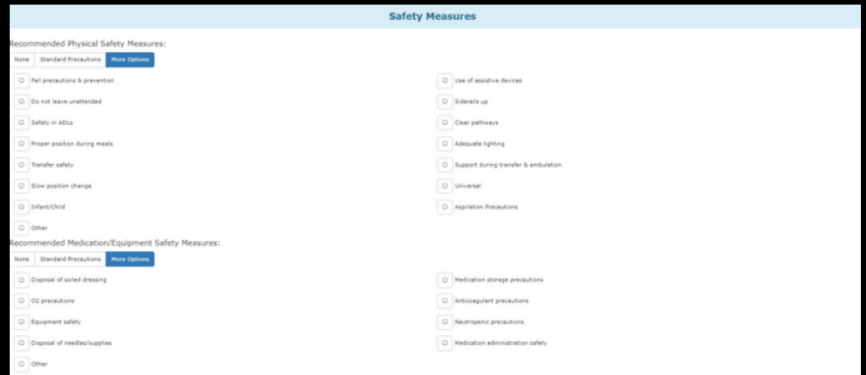 Safety Measures
Recommended Physical Safety Measures:
None Standard Precautions More Options
Fall precautions & prevention
Use of assistive devices
Do not leave unattended
Siderails up
Safety in ADLs
Clear pathways
Proper position during meals
Adequate lighting
Transfer safety
Support during transfer & ambulation
Slow position change
Universal
Infant/Child
Aspiration Precautions
Other
Recommended Medication/Equipment Safety Measures:
None Standard Precautions More Options
Disposal of soiled dressing
Medication storage precautions
O2 precautions
Anticoagulant precautions
Equipment safety
Neutropenic precautions
Disposal of needles/supplies
Medication administration safety
Other